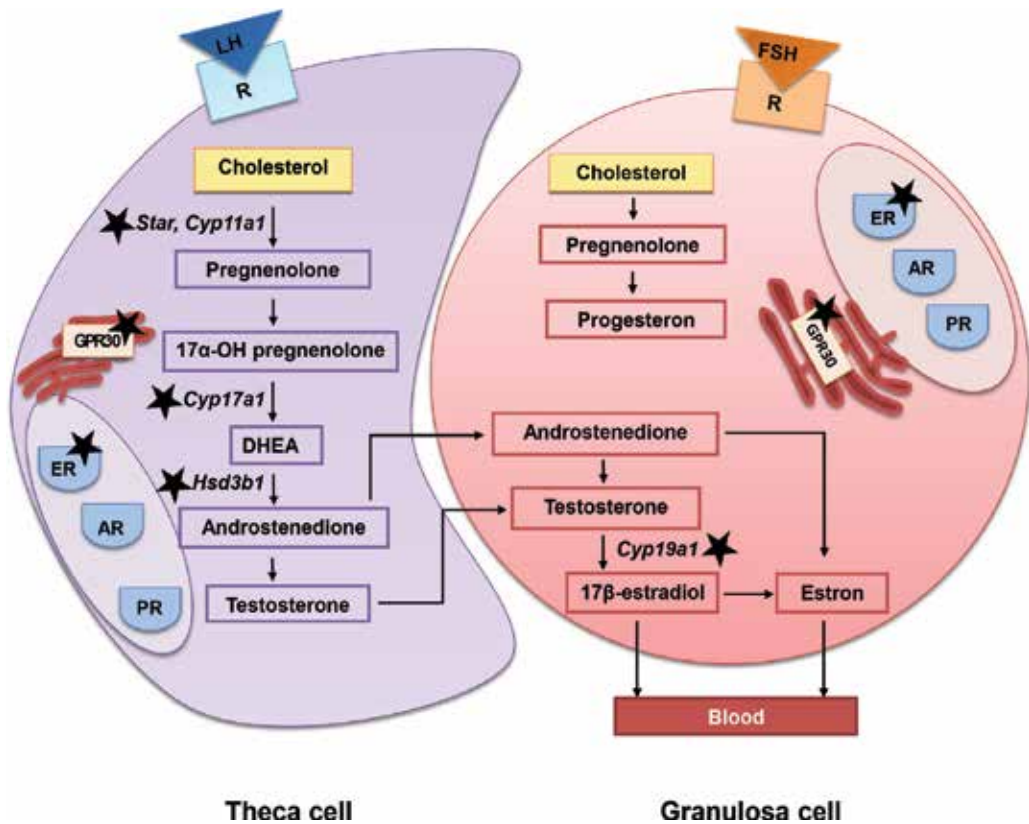 LH
R
Cholesterol
Star, Cyp11a1
Pregnenolone
GPR30
17α-OH pregnenolone
Cyp17a1
DHEA
ER
Hsd3b1
AR
Androstenedione
PR
Testosterone
FSH
R
Cholesterol
ER
Pregnenolone
AR
Progesteron
PR
GPR30
Androstenedione
Testosterone
Cyp19a1
17β-estradiol
Estron
Blood
Theca cell
Granulosa cell